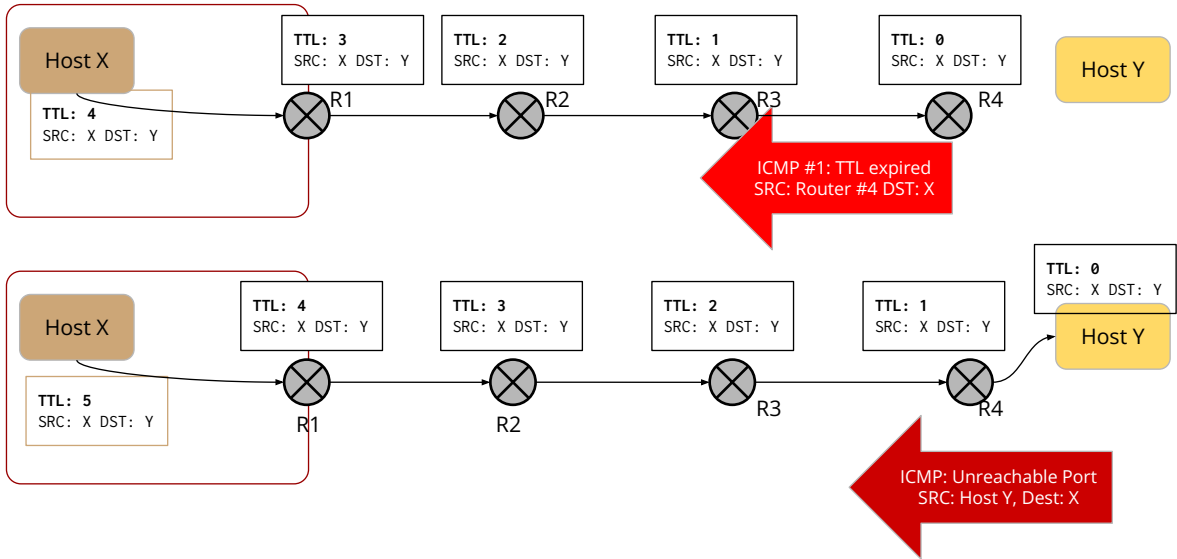 Host X
TTL: 4
SRC: X DST: Y
TTL: 3
SRC: X DST: Y
R1
TTL: 2
SRC: X DST: Y
R2
TTL: 1
SRC: X DST: Y
R3
TTL: 0
SRC: X DST: Y
R4
Host Y
ICMP #1: TTL expired
SRC: Router #4 DST: X
Host X
TTL: 5
SRC: X DST: Y
TTL: 4
SRC: X DST: Y
R1
TTL: 3
SRC: X DST: Y
R2
TTL: 2
SRC: X DST: Y
R3
TTL: 1
SRC: X DST: Y
R4
TTL: 0
SRC: X DST: Y
Host Y
ICMP: Unreachable Port
SRC: Host Y, Dest: X